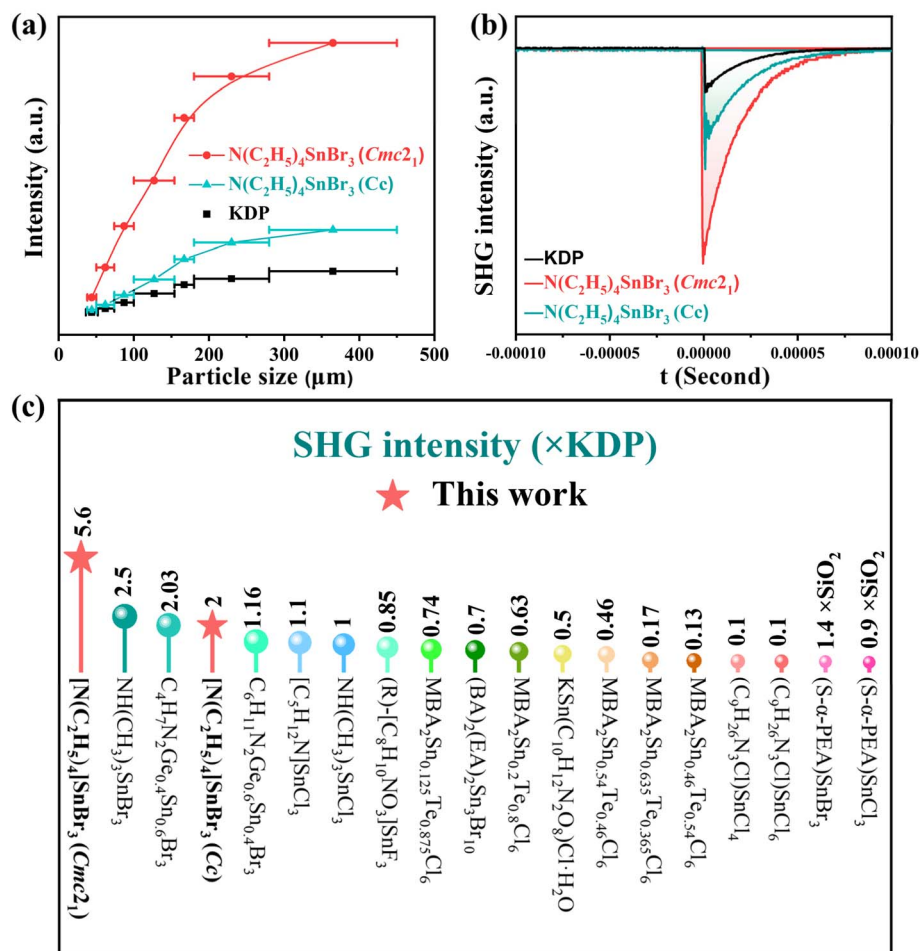 (a)
Intensity (a.u.)
N(C₂H₅)₄SnBr₃ (Cmc2₁)
N(C₂H₅)₄SnBr₃ (Cc)
KDP
0 100 200 300 400 500
Particle size (μm)
(b)
SHG intensity (a.u.)
KDP
N(C₂H₅)₄SnBr₃ (Cmc2₁)
N(C₂H₅)₄SnBr₃ (Cc)
-0.00010 -0.00005 0.00000 0.00005 0.00010
t (Second)
(c)
SHG intensity (×KDP)
This work
5.6
[N(C₂H₅)₄]SnBr₃ (Cmc2₁)
2.5
NH(CH₃)₃SnBr₃
2.03
C₄H₇N₂Ge₀.₄Sn₀.₆Br₃
2
[N(C₂H₅)₄]SnBr₃ (Cc)
1.16
C₆H₁₁N₂Ge₀.₆Sn₀.₄Br₃
1.1
[C₅H₁₂N]SnCl₃
1
NH(CH₃)₃SnCl₃
0.85
(R)-[C₈H₁₀NO₃]SnF₃
0.74
MBA₂Sn₀.₁₂₅Te₀.₈₇₅Cl₆
0.7
(BA)₂(EA)₂Sn₃Br₁₀
0.63
MBA₂Sn₀.₂Te₀.₈Cl₆
0.5
KSn(C₁₀H₁₂N₂O₈)Cl·H₂O
0.46
MBA₂Sn₀.₅₄Te₀.₄₆Cl₆
0.17
MBA₂Sn₀.₆₃₅Te₀.₃₆₅Cl₆
0.13
MBA₂Sn₀.₄₆Te₀.₅₄Cl₆
0.1
(C₉H₂₆N₃Cl)SnCl₄
0.1
(C₉H₂₆N₃Cl)SnCl₆
1.4 ×SiO₂
(S-α-PEA)SnBr₃
0.9 ×SiO₂
(S-α-PEA)SnCl₃